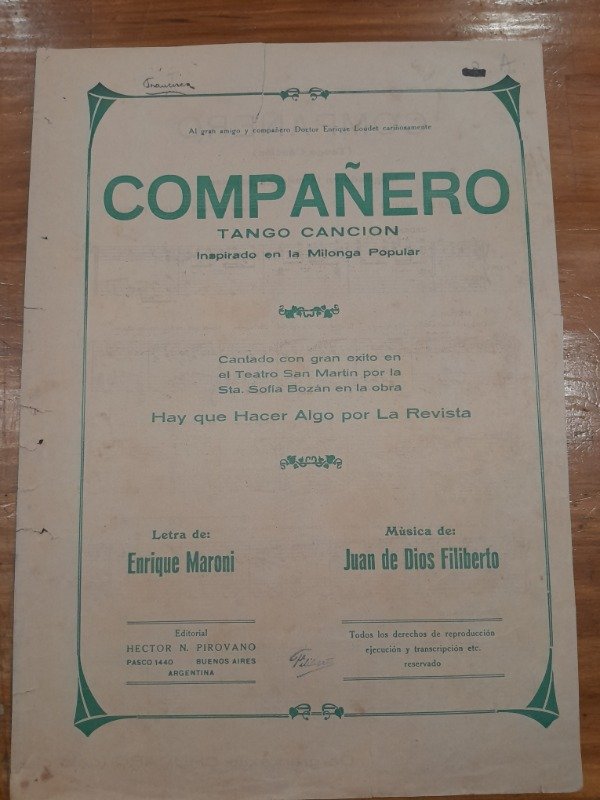 A
Al gran amigo y compañero Doctor Enrique Loudet cariñosamente
COMPAÑERO
TANGO CANCION
Inspirado en la Milonga Popular
Cantado con gran exito en
el Teatro San Martín por la
Sta. Sofía Bozán en la obra
Hay que Hacer Algo por La Revista
Letra de:
Enrique Maroni
Música de:
Juan de Dios Filiberto
Editorial
HECTOR N. PIROVANO
PASCO 1440 BUENOS AIRES
ARGENTINA
Filiberto
Todos los derechos de reproducción
ejecución y transcripción etc.
reservado